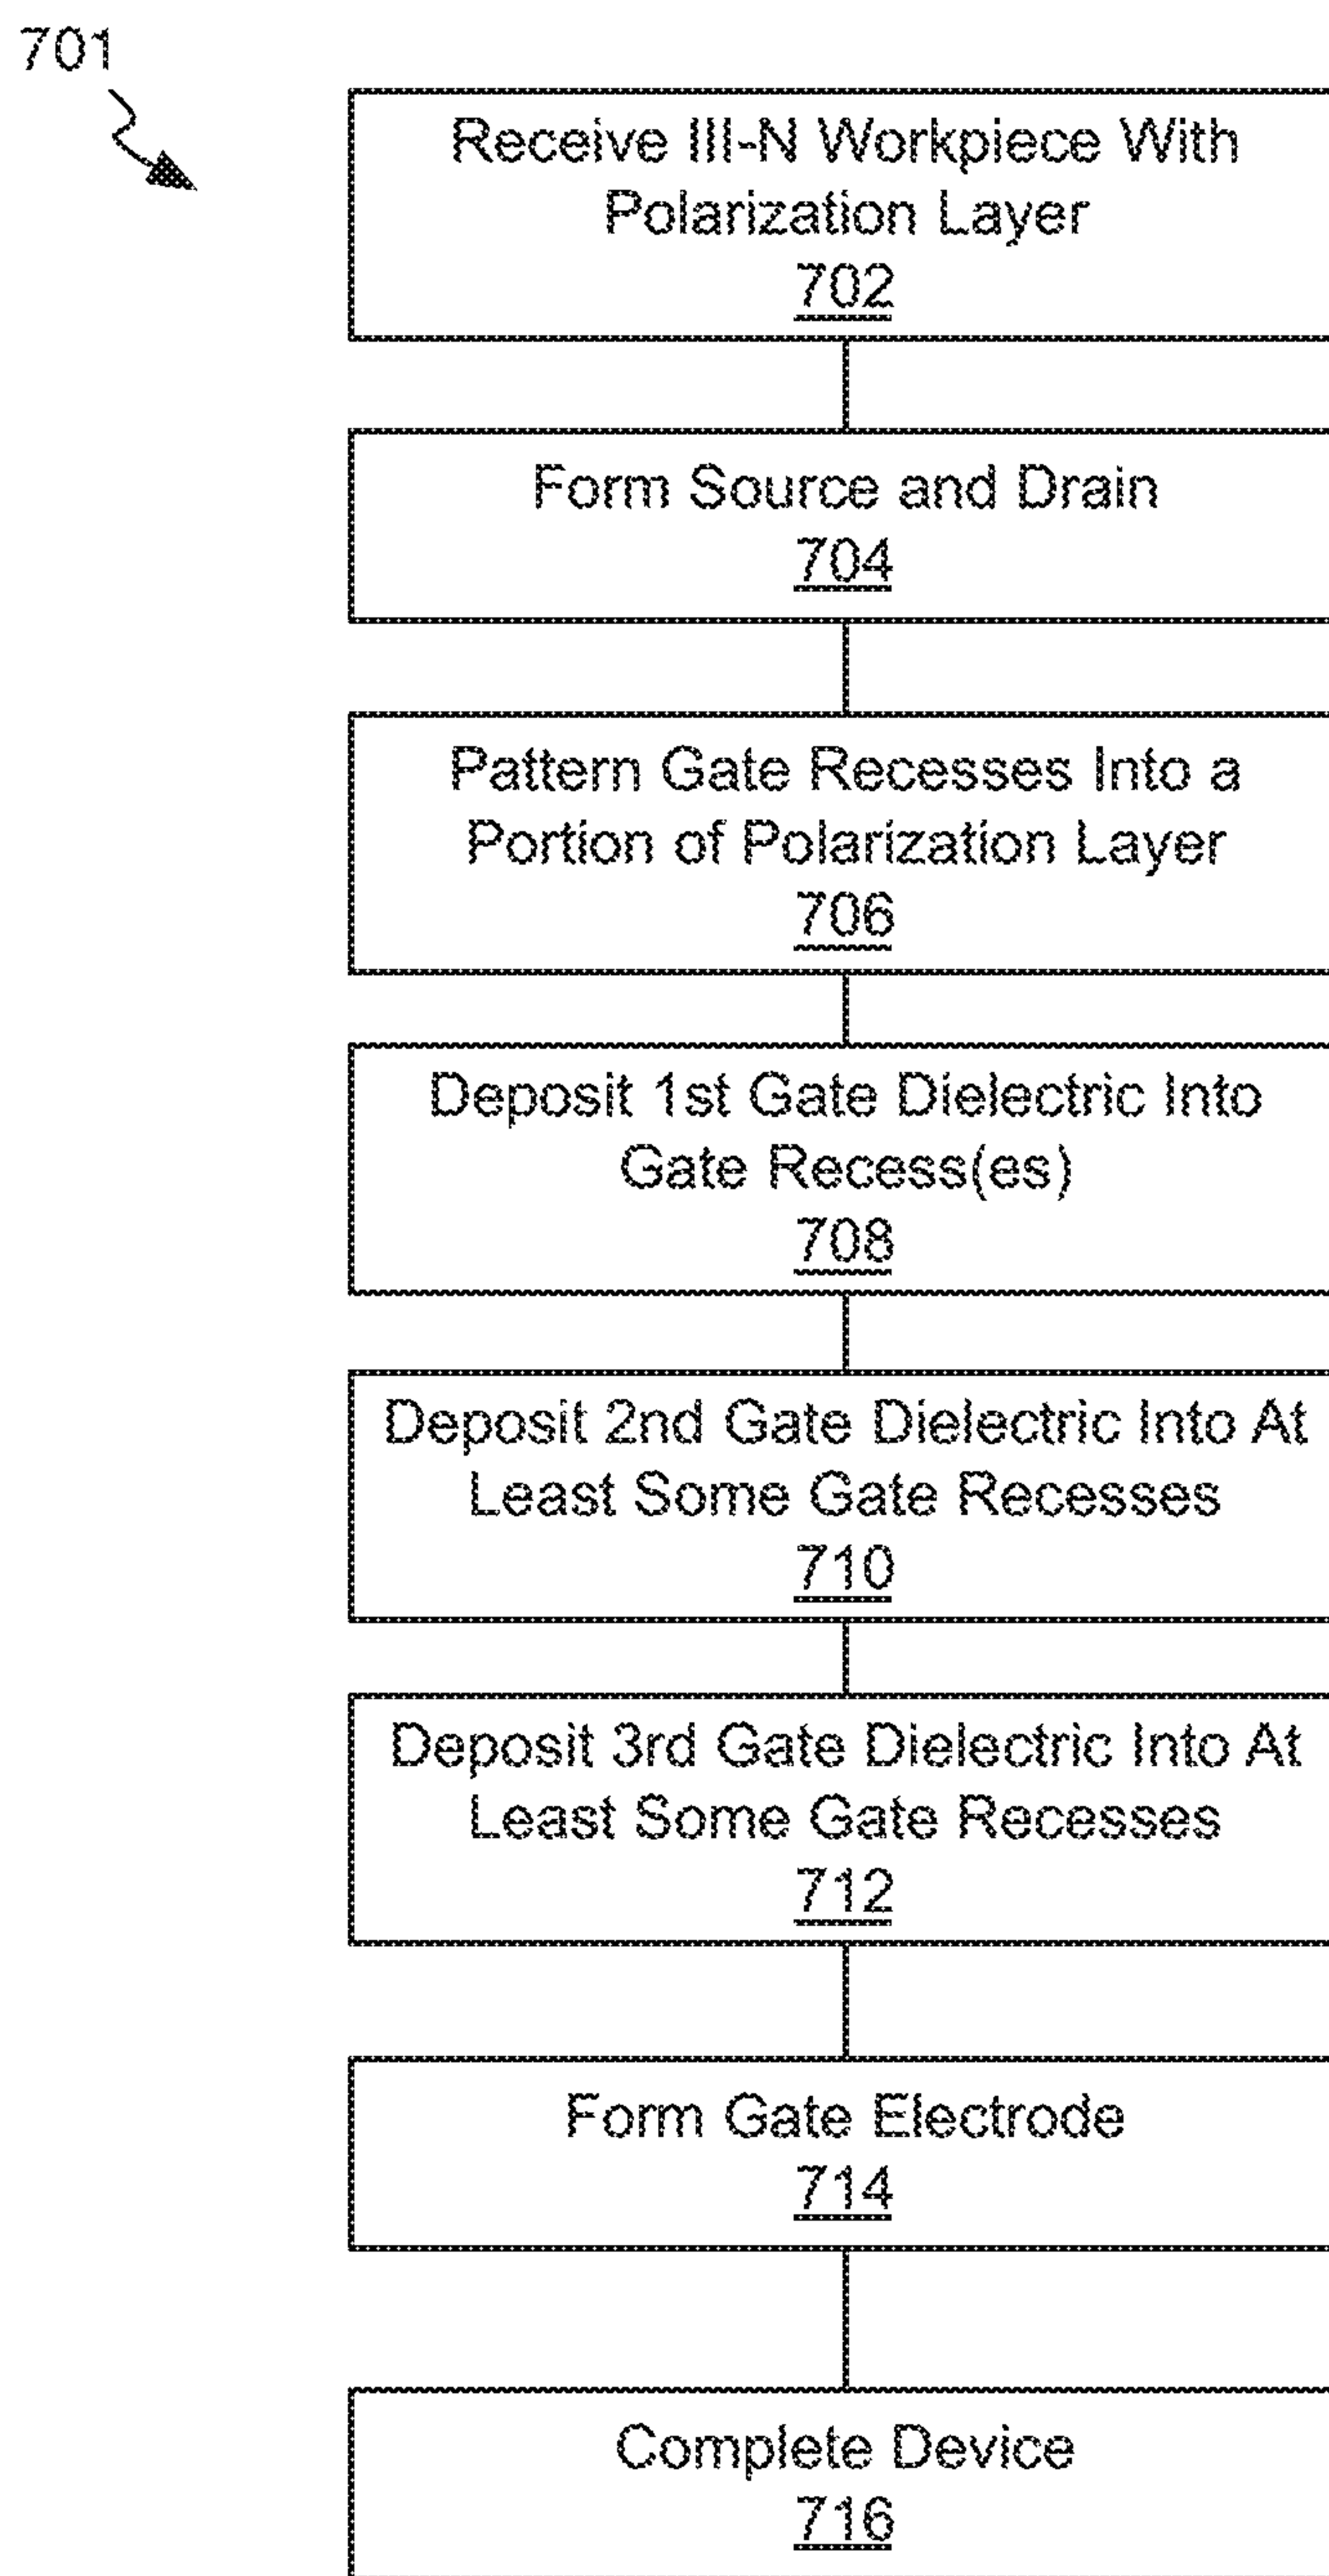 701
Receive III-N Workpiece With
Polarization Layer
702
Form Source and Drain
704
Pattern Gate Recesses Into a
Portion of Polarization Layer
706
Deposit 1st Gate Dielectric Into
Gate Recess(es)
708
Deposit 2nd Gate Dielectric Into At
Least Some Gate Recesses
710
Deposit 3rd Gate Dielectric Into At
Least Some Gate Recesses
712
Form Gate Electrode
714
Complete Device
716